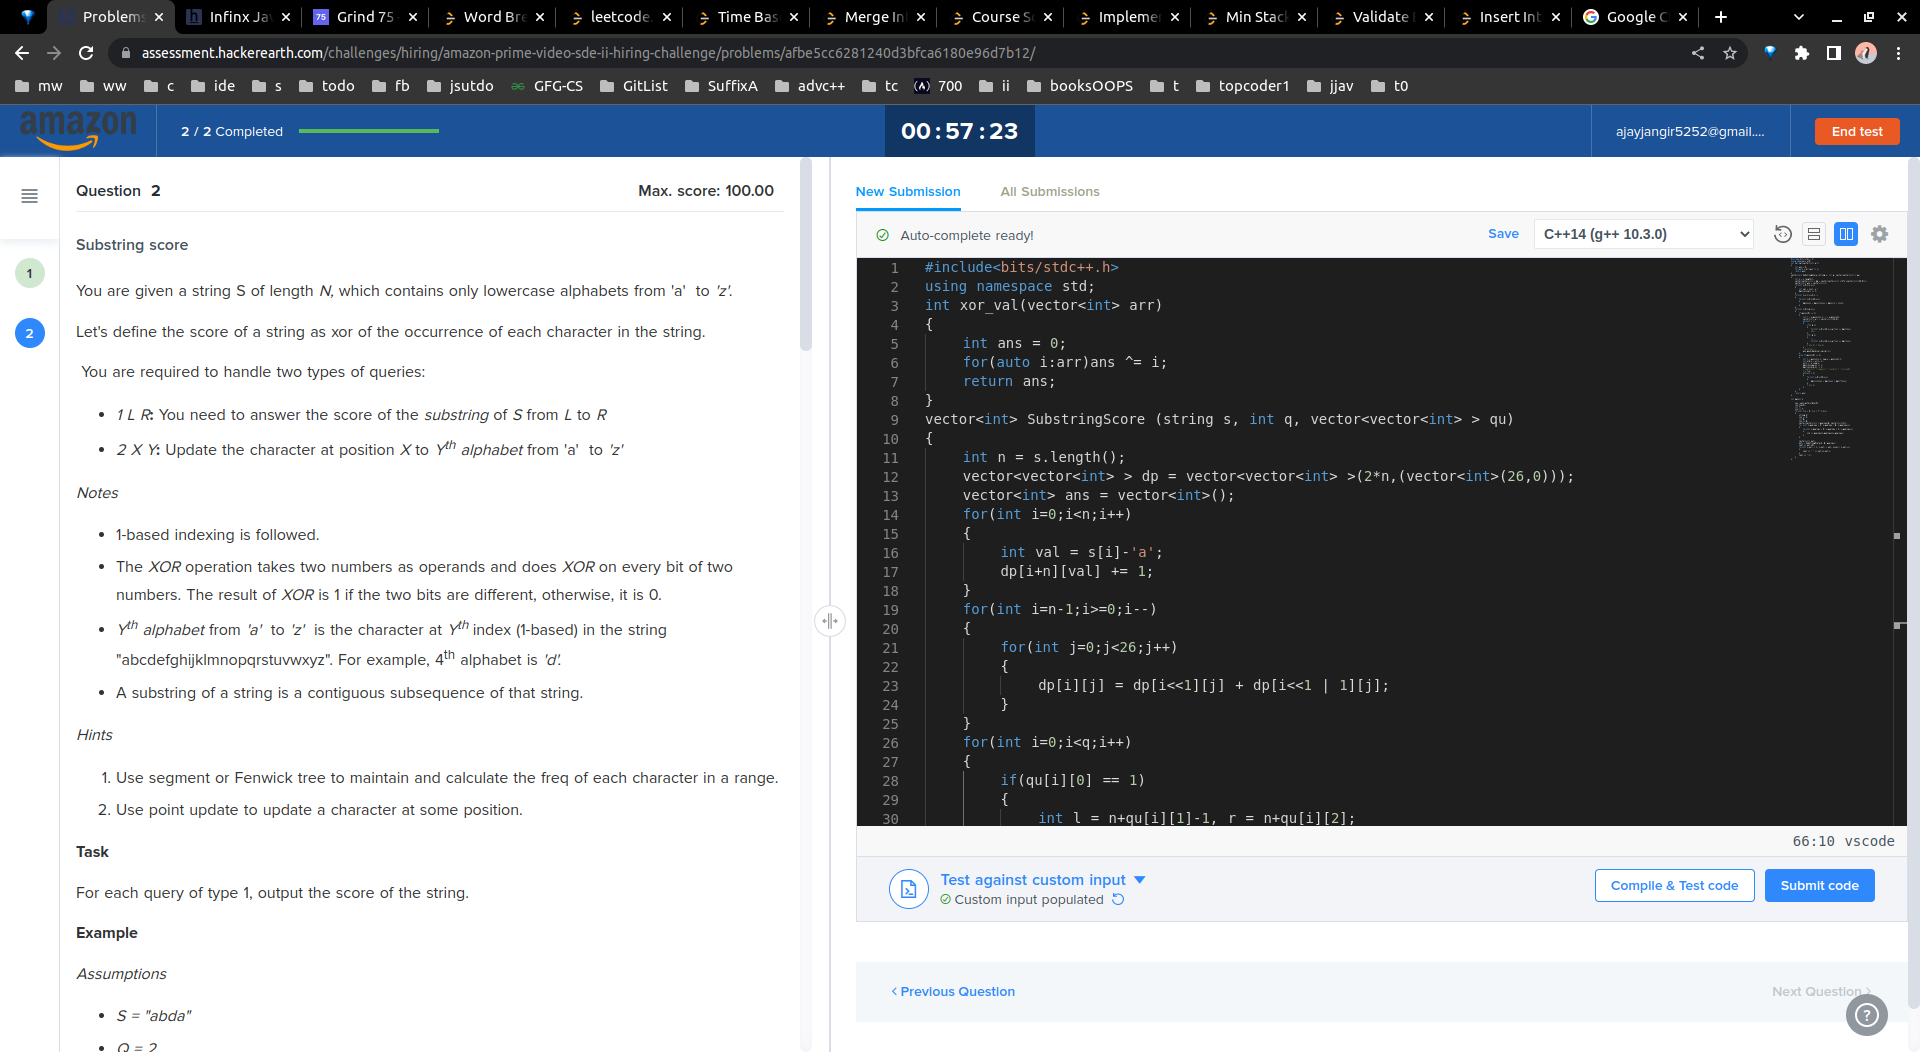 Problems
Infinx Ja
Grind 75
Word Bre
leetcode.
Time Bas
Merge In
Course Sc
Implemen
Min Stack
Validate
Insert Int
Google C
assessment.hackerearth.com/challenges/hiring/amazon-prime-video-sde-ii-hiring-challenge/problems/afbe5cc6281240d3bfca6180e96d7b12/
mw ww c ide s todo fb jsutdo GFG-CS GitList SuffixA advc++ tc 700 ii booksOOPS t topcoder1 jjav t0
amazon
2 / 2 Completed
00:57:23
ajayjangir5252@gmail....
End test
1
2
Question 2
Max. score: 100.00
Substring score
You are given a string S of length N, which contains only lowercase alphabets from 'a' to 'z'.
Let's define the score of a string as xor of the occurrence of each character in the string.
You are required to handle two types of queries:
• 1 L R: You need to answer the score of the substring of S from L to R
• 2 X Y: Update the character at position X to Yth alphabet from 'a' to 'z'
Notes
• 1-based indexing is followed.
• The XOR operation takes two numbers as operands and does XOR on every bit of two
numbers. The result of XOR is 1 if the two bits are different, otherwise, it is 0.
• Yth alphabet from 'a' to 'z' is the character at Yth index (1-based) in the string
"abcdefghijklmnopqrstuvwxyz". For example, 4th alphabet is 'd'.
• A substring of a string is a contiguous subsequence of that string.
Hints
1. Use segment or Fenwick tree to maintain and calculate the freq of each character in a range.
2. Use point update to update a character at some position.
Task
For each query of type 1, output the score of the string.
Example
Assumptions
• S = "abda"
• Q = 2
New Submission
All Submissions
Auto-complete ready!
Save
C++14 (g++ 10.3.0)
1 #include<bits/stdc++.h>
2 using namespace std;
3 int xor_val(vector<int> arr)
4 {
5 int ans = 0;
6 for(auto i:arr)ans ^= i;
7 return ans;
8 }
9 vector<int> SubstringScore (string s, int q, vector<vector<int> > qu)
10 {
11 int n = s.length();
12 vector<vector<int> > dp = vector<vector<int> >(2*n,(vector<int>(26,0)));
13 vector<int> ans = vector<int>();
14 for(int i=0;i<n;i++)
15 {
16 int val = s[i]-'a';
17 dp[i+n][val] += 1;
18 }
19 for(int i=n-1;i>=0;i--)
20 {
21 for(int j=0;j<26;j++)
22 {
23 dp[i][j] = dp[i<<1][j] + dp[i<<1 | 1][j];
24 }
25 }
26 for(int i=0;i<q;i++)
27 {
28 if(qu[i][0] == 1)
29 {
30 int l = n+qu[i][1]-1, r = n+qu[i][2];
66:10 vscode
Test against custom input
Custom input populated
Compile & Test code
Submit code
‹ Previous Question
Next Question ›
?